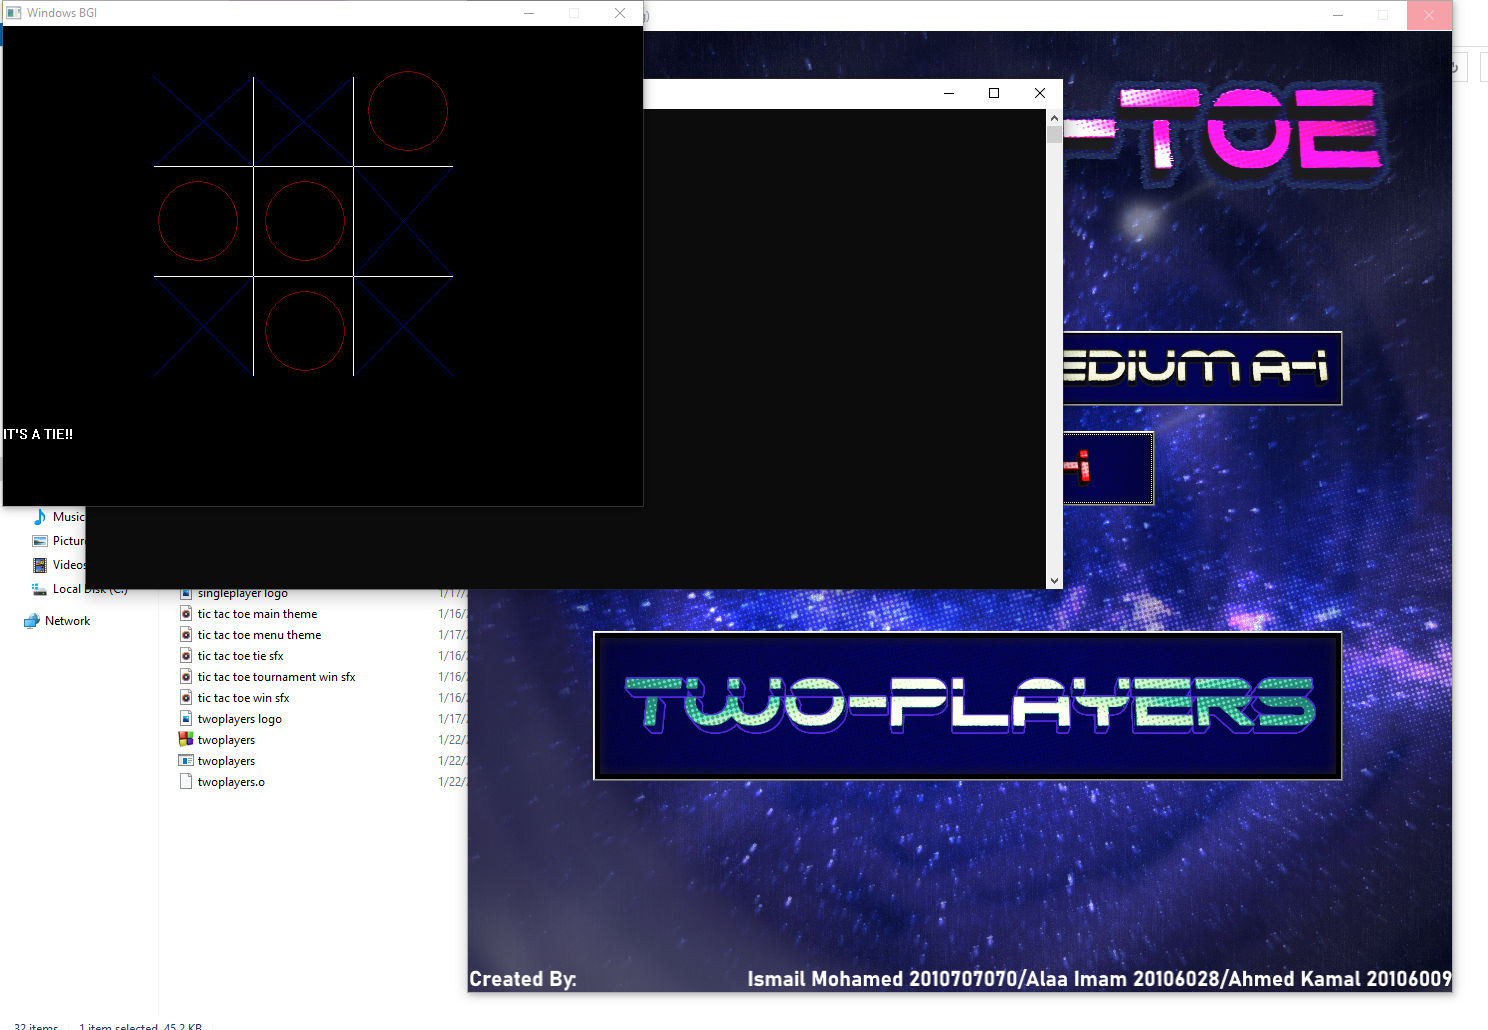 Windows BGI
-TOE
EDIUM A-i
-i
IT'S A TIE!!
Music
Pictur
Videos
Local Disk (C:)
Network
singleplayer logo 1/17/
tic tac toe main theme 1/16/
tic tac toe menu theme 1/17/
tic tac toe tie sfx 1/16/
tic tac toe tournament win sfx 1/16/
tic tac toe win sfx 1/16/
twoplayers logo 1/17/
twoplayers 1/22/
twoplayers 1/22/
twoplayers.o 1/22/
TWO-PLAYERS
Created By: Ismail Mohamed 2010707070/Alaa Imam 20106028/Ahmed Kamal 20106009
32 items 1 item selected 45.2 KB